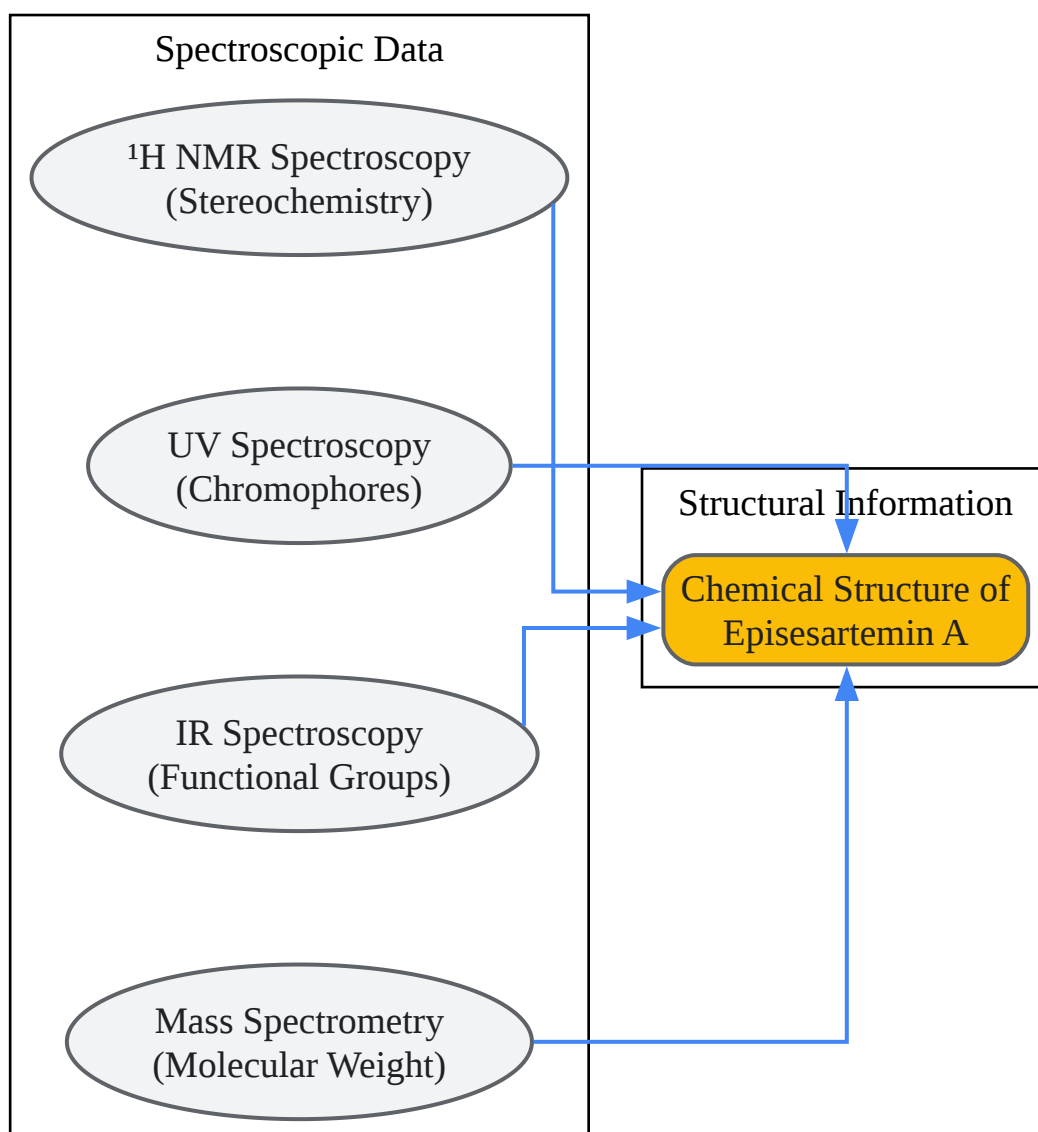 Spectroscopic Data
¹H NMR Spectroscopy
(Stereochemistry)
UV Spectroscopy
(Chromophores)
IR Spectroscopy
(Functional Groups)
Mass Spectrometry
(Molecular Weight)
Structural Information
Chemical Structure of
Episesartemin A